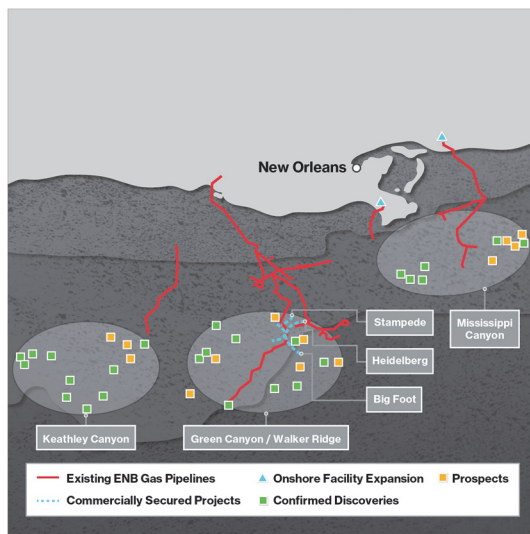 New Orleans
Stampede
Mississippi
Canyon
Heidelberg
Big Foot
Keathley Canyon
Green Canyon / Walker Ridge
Existing ENB Gas Pipelines
Onshore Facility Expansion
Prospects
Commercially Secured Projects
Confirmed Discoveries